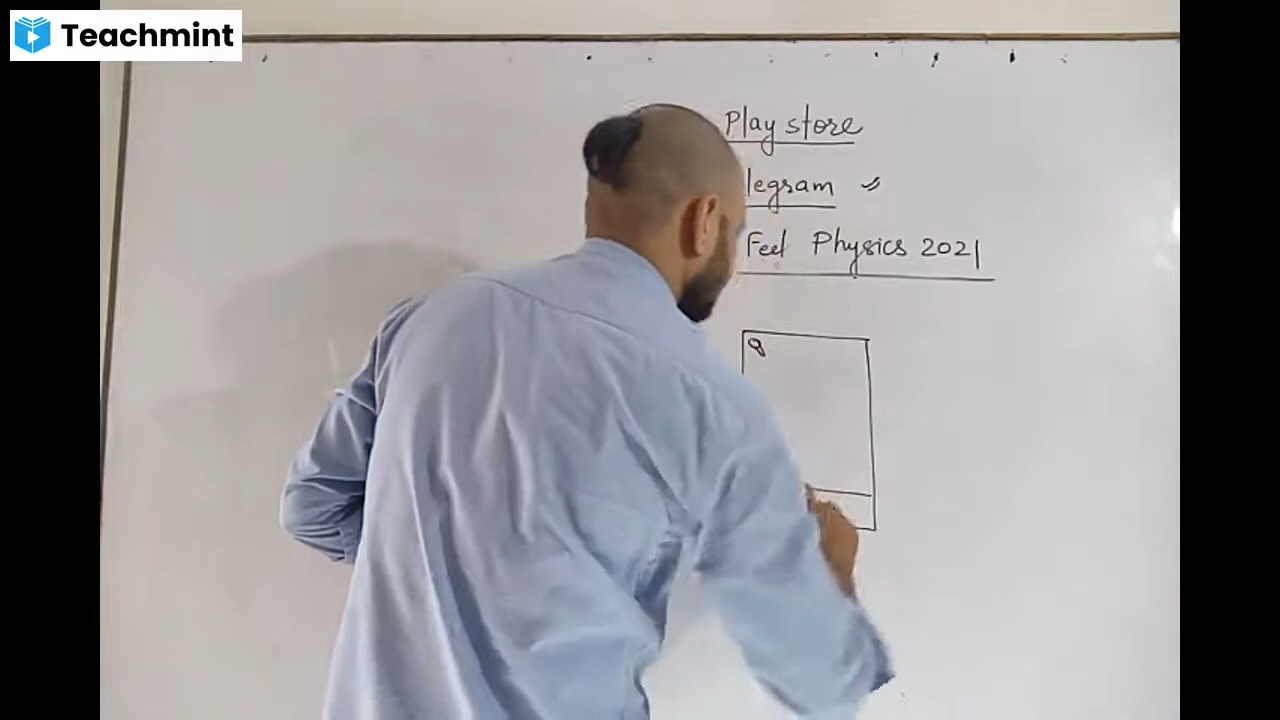 Teachmint
Play store
legram
Feel Physics 2021